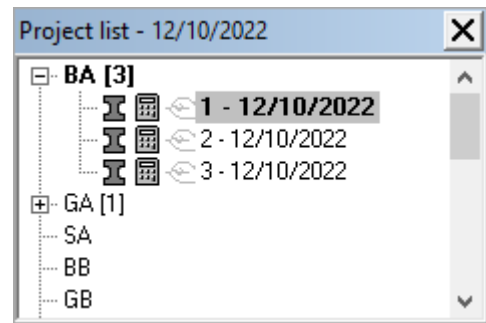 Project list - 12/10/2022
BA [3]
1 - 12/10/2022
2 - 12/10/2022
3 - 12/10/2022
GA [1]
SA
BB
GB